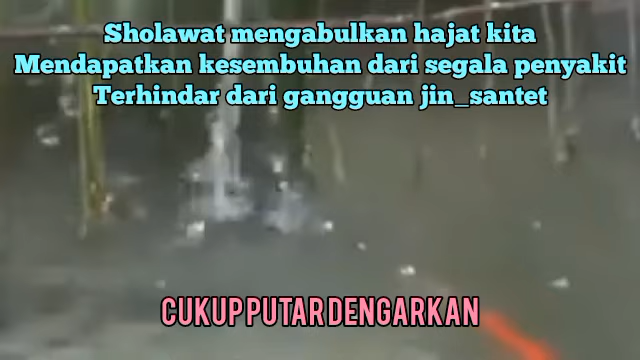 Sholawat mengabulkan hajat kita
Mendapatkan kesembuhan dari segala penyakit
Terhindar dari gangguan jin_santet
CUKUP PUTAR DENGARKAN